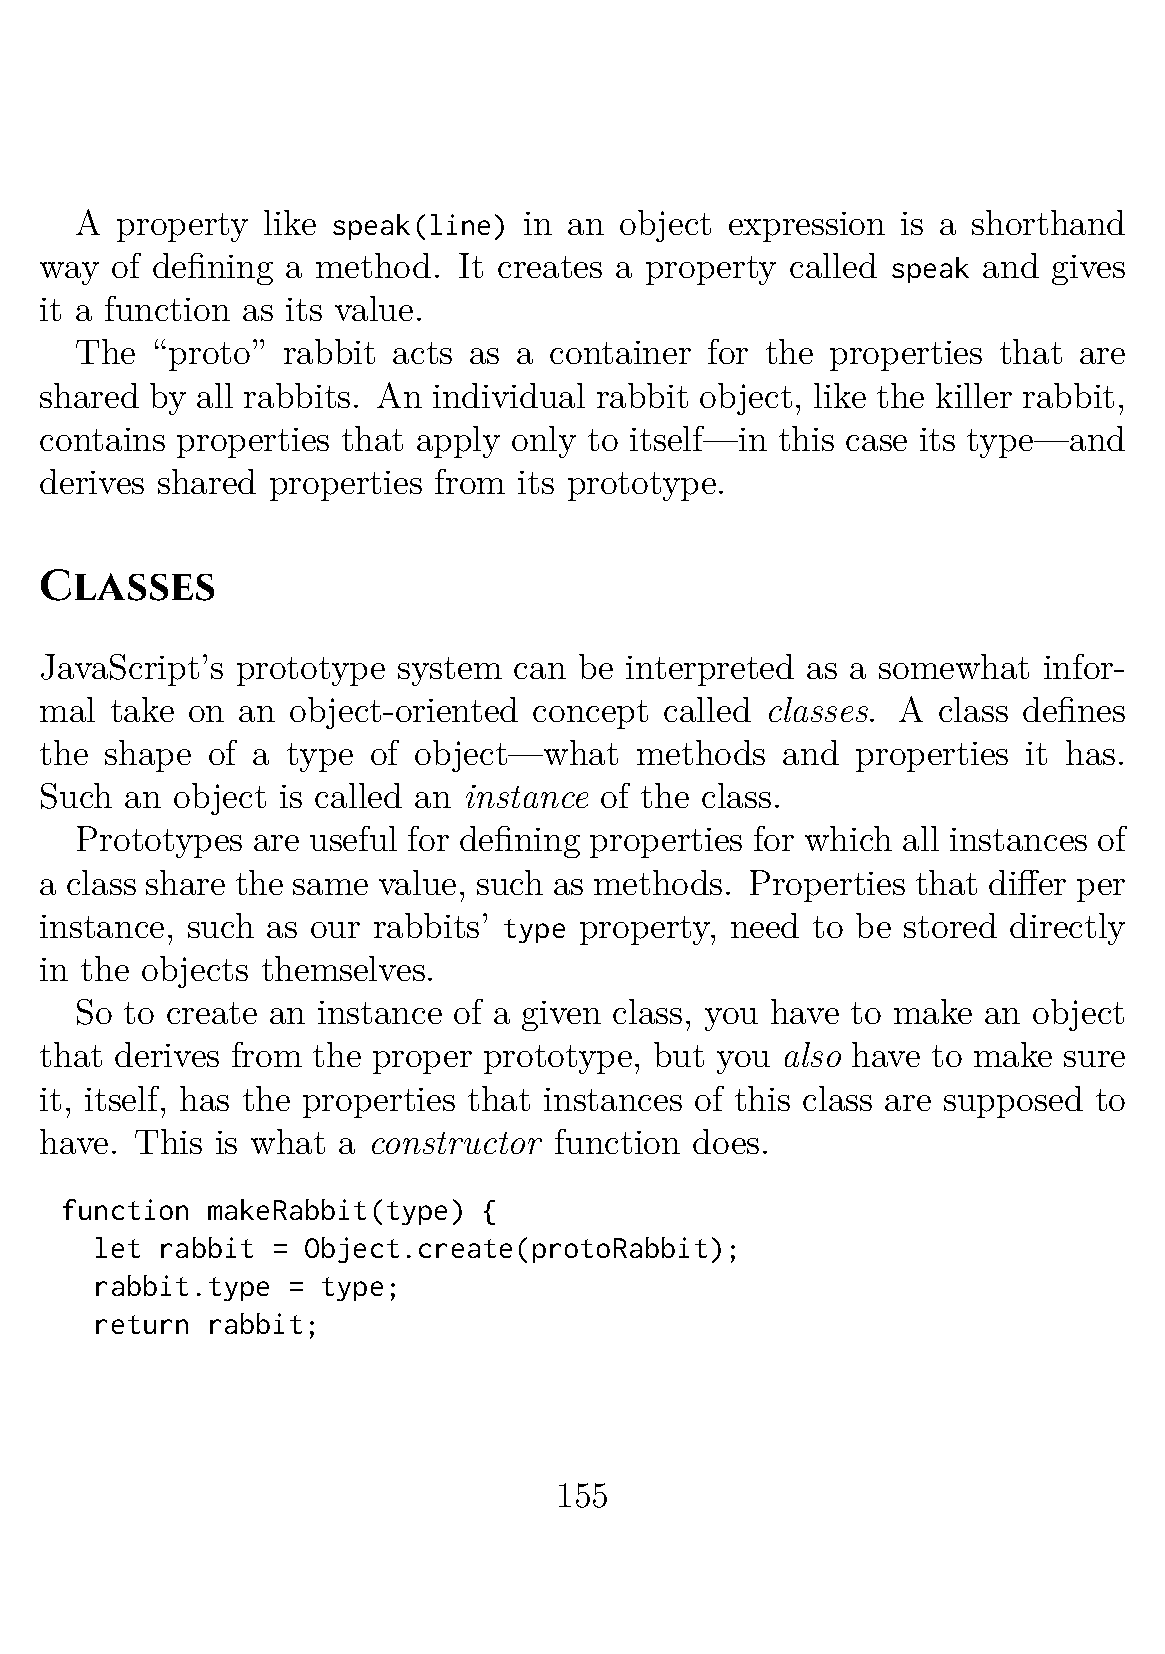 A property like speak(line) in an object expression is a shorthand
way of defining a method. It creates a property called speak and gives
it a function as its value.
The “proto” rabbit acts as a container for the properties that are
shared by all rabbits. An individual rabbit object, like the killer rabbit,
contains properties that apply only to itself—in this case its type—and
derives shared properties from its prototype.
Classes
JavaScript’s prototype system can be interpreted as a somewhat infor-
mal take on an object-oriented concept called classes. A class defines
the shape of a type of object—what methods and properties it has.
Such an object is called an instance of the class.
Prototypes are useful for defining properties for which all instances of
a class share the same value, such as methods. Properties that differ per
instance, such as our rabbits’ type property, need to be stored directly
in the objects themselves.
So to create an instance of a given class, you have to make an object
that derives from the proper prototype, but you also have to make sure
it, itself, has the properties that instances of this class are supposed to
have. This is what a constructor function does.
function makeRabbit(type) {
  let rabbit = Object.create(protoRabbit);
  rabbit.type = type;
  return rabbit;
155